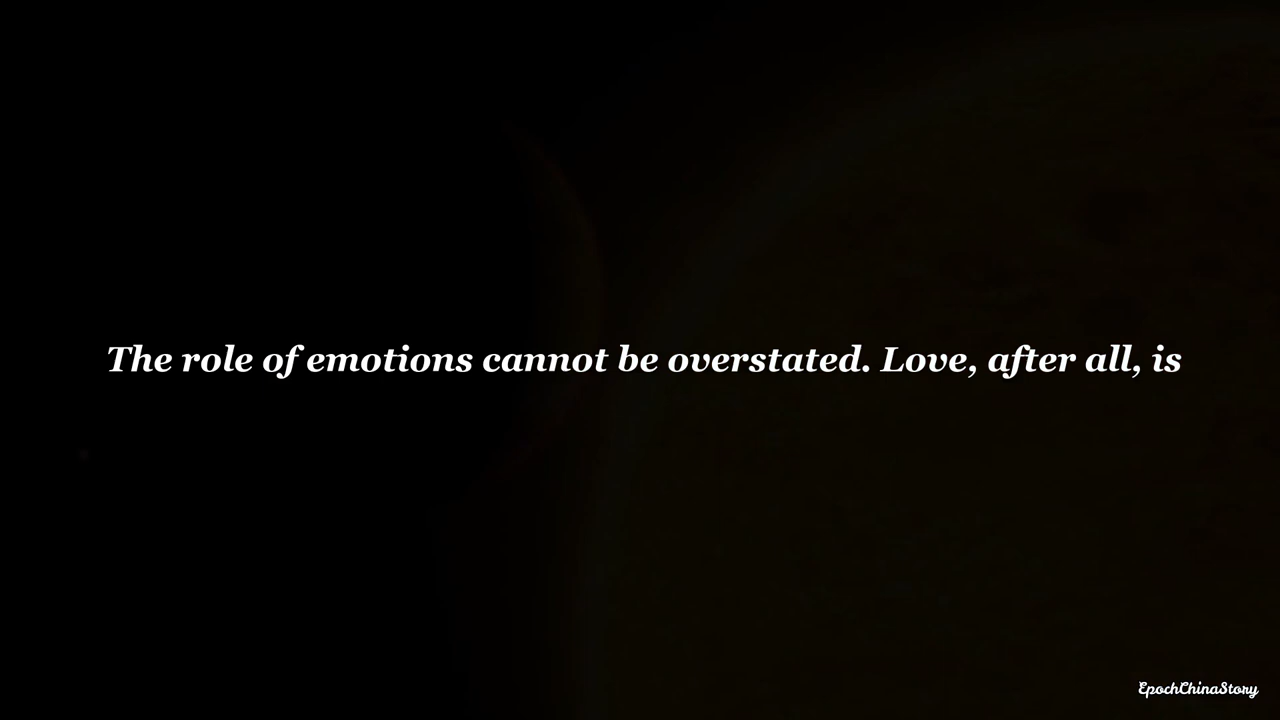 The role of emotions cannot be overstated. Love, after all, is
EpochChinaStory